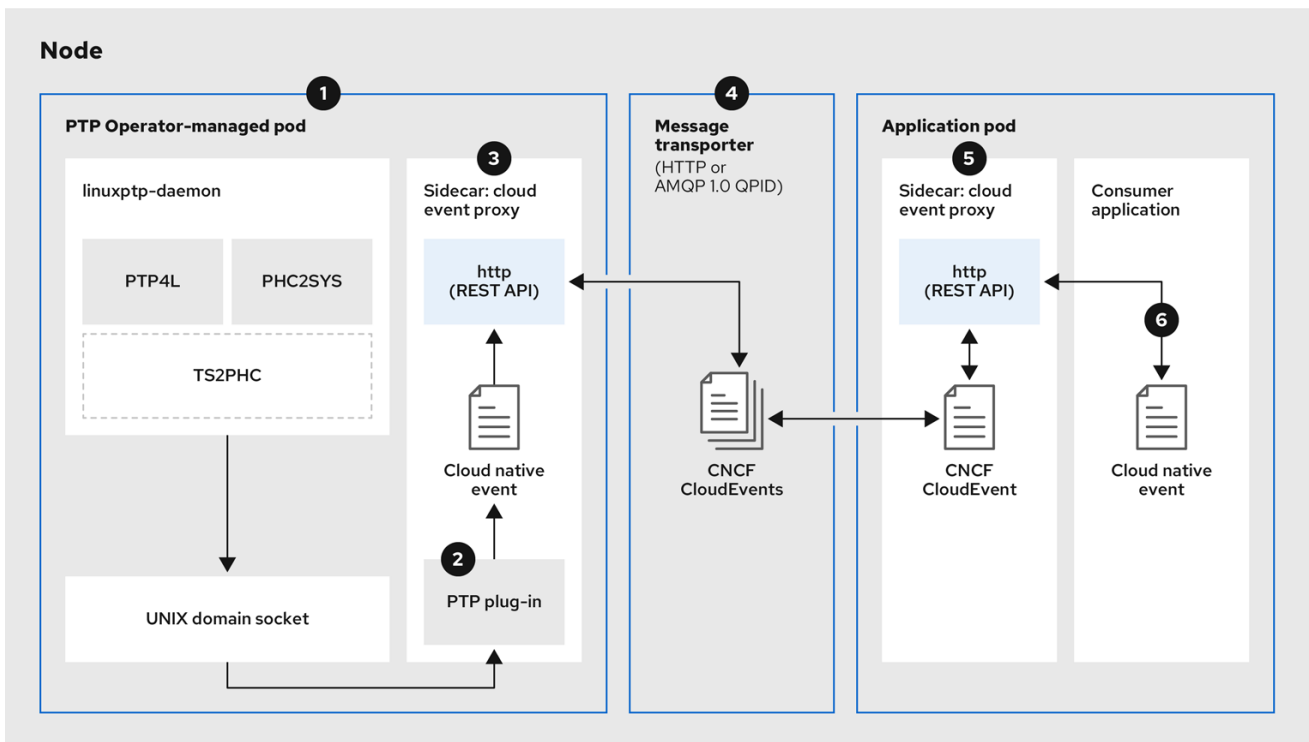 Node
1
PTP Operator-managed pod
linuxptp-daemon
PTP4L
PHC2SYS
TS2PHC
UNIX domain socket
3
Sidecar: cloud
event proxy
http
(REST API)
Cloud native
event
2
PTP plug-in
4
Message
transporter
(HTTP or
AMQP 1.0 QPID)
CNCF
CloudEvents
Application pod
5
Sidecar: cloud
event proxy
http
(REST API)
CNCF
CloudEvent
Consumer
application
6
Cloud native
event